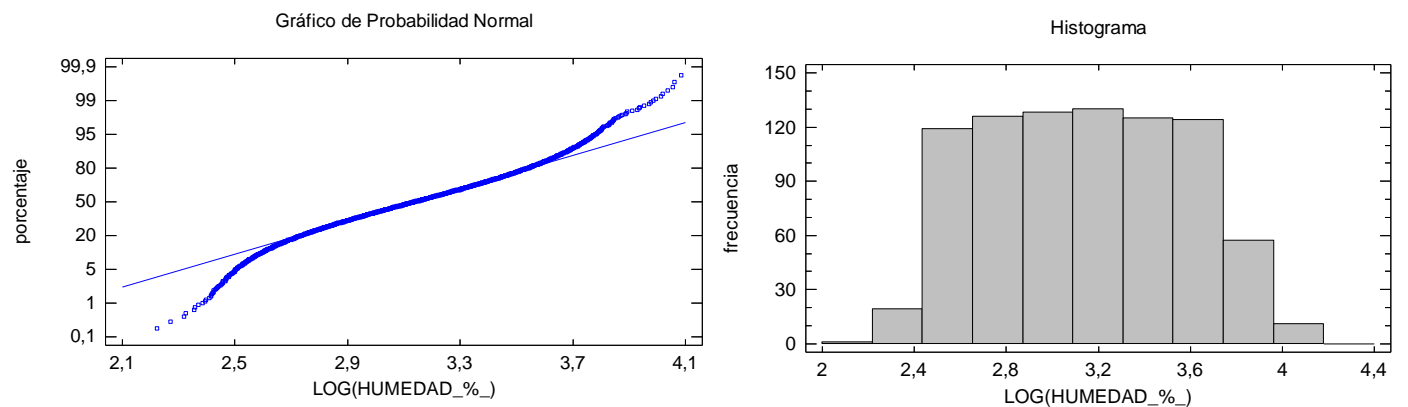 Gráfico de Probabilidad Normal
porcentaje
99,9
99
95
80
50
20
5
1
0,1
2,1 2,5 2,9 3,3 3,7 4,1
LOG(HUMEDAD_%_)
Histograma
frecuencia
150
120
90
60
30
0
2 2,4 2,8 3,2 3,6 4 4,4
LOG(HUMEDAD_%_)